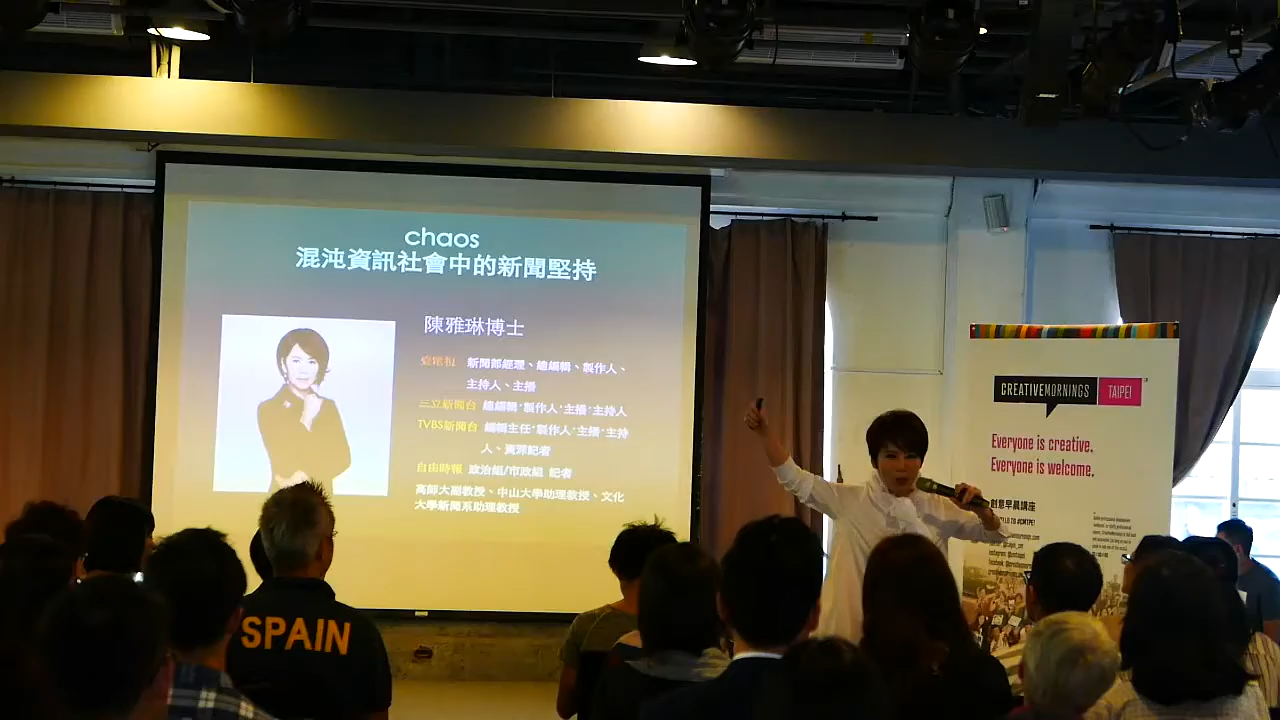 chaos
混沌資訊社會中的新聞堅持
陳雅琳博士
壹電視 新聞部經理、總編輯、製作人、
主持人、主播
三立新聞台 總編輯、製作人、主播、主持人
TVBS新聞台 編輯主任、製作人、主播、主持
人、資深記者
自由時報 政治組/市政組 記者
高師大副教授、中山大學助理教授、文化
大學新聞系助理教授
CREATIVEMORNINGS TAIPEI
Everyone is creative.
Everyone is welcome.
創意早晨講座
SPAIN